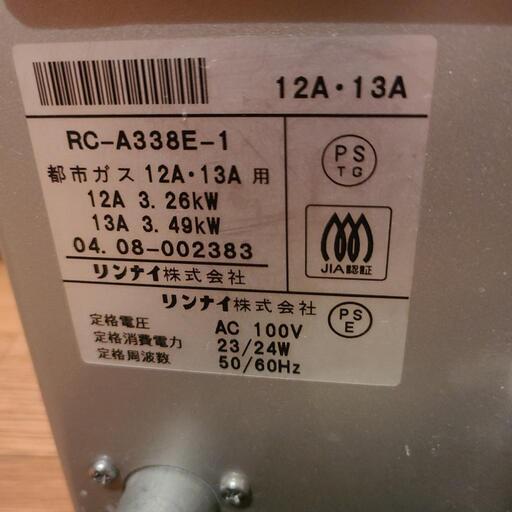 12A・13A
RC-A338E-1
都市ガス 12A・13A 用
12A 3.26kW
13A 3.49kW
04.08-002383
リンナイ株式会社
PS
TG
JIA認証
リンナイ株式会社
定格電圧 AC 100V
定格消費電力 23/24W
定格周波数 50/60Hz
PS
E